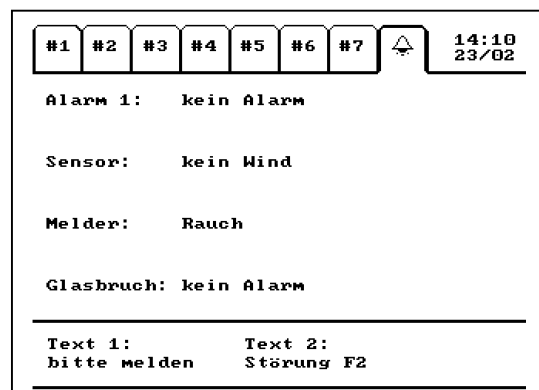 #1 #2 #3 #4 #5 #6 #7 14:10
23/02
Alarm 1: kein Alarm
Sensor: kein Wind
Melder: Rauch
Glasbruch: kein Alarm
Text 1: Text 2:
bitte melden Störung F2